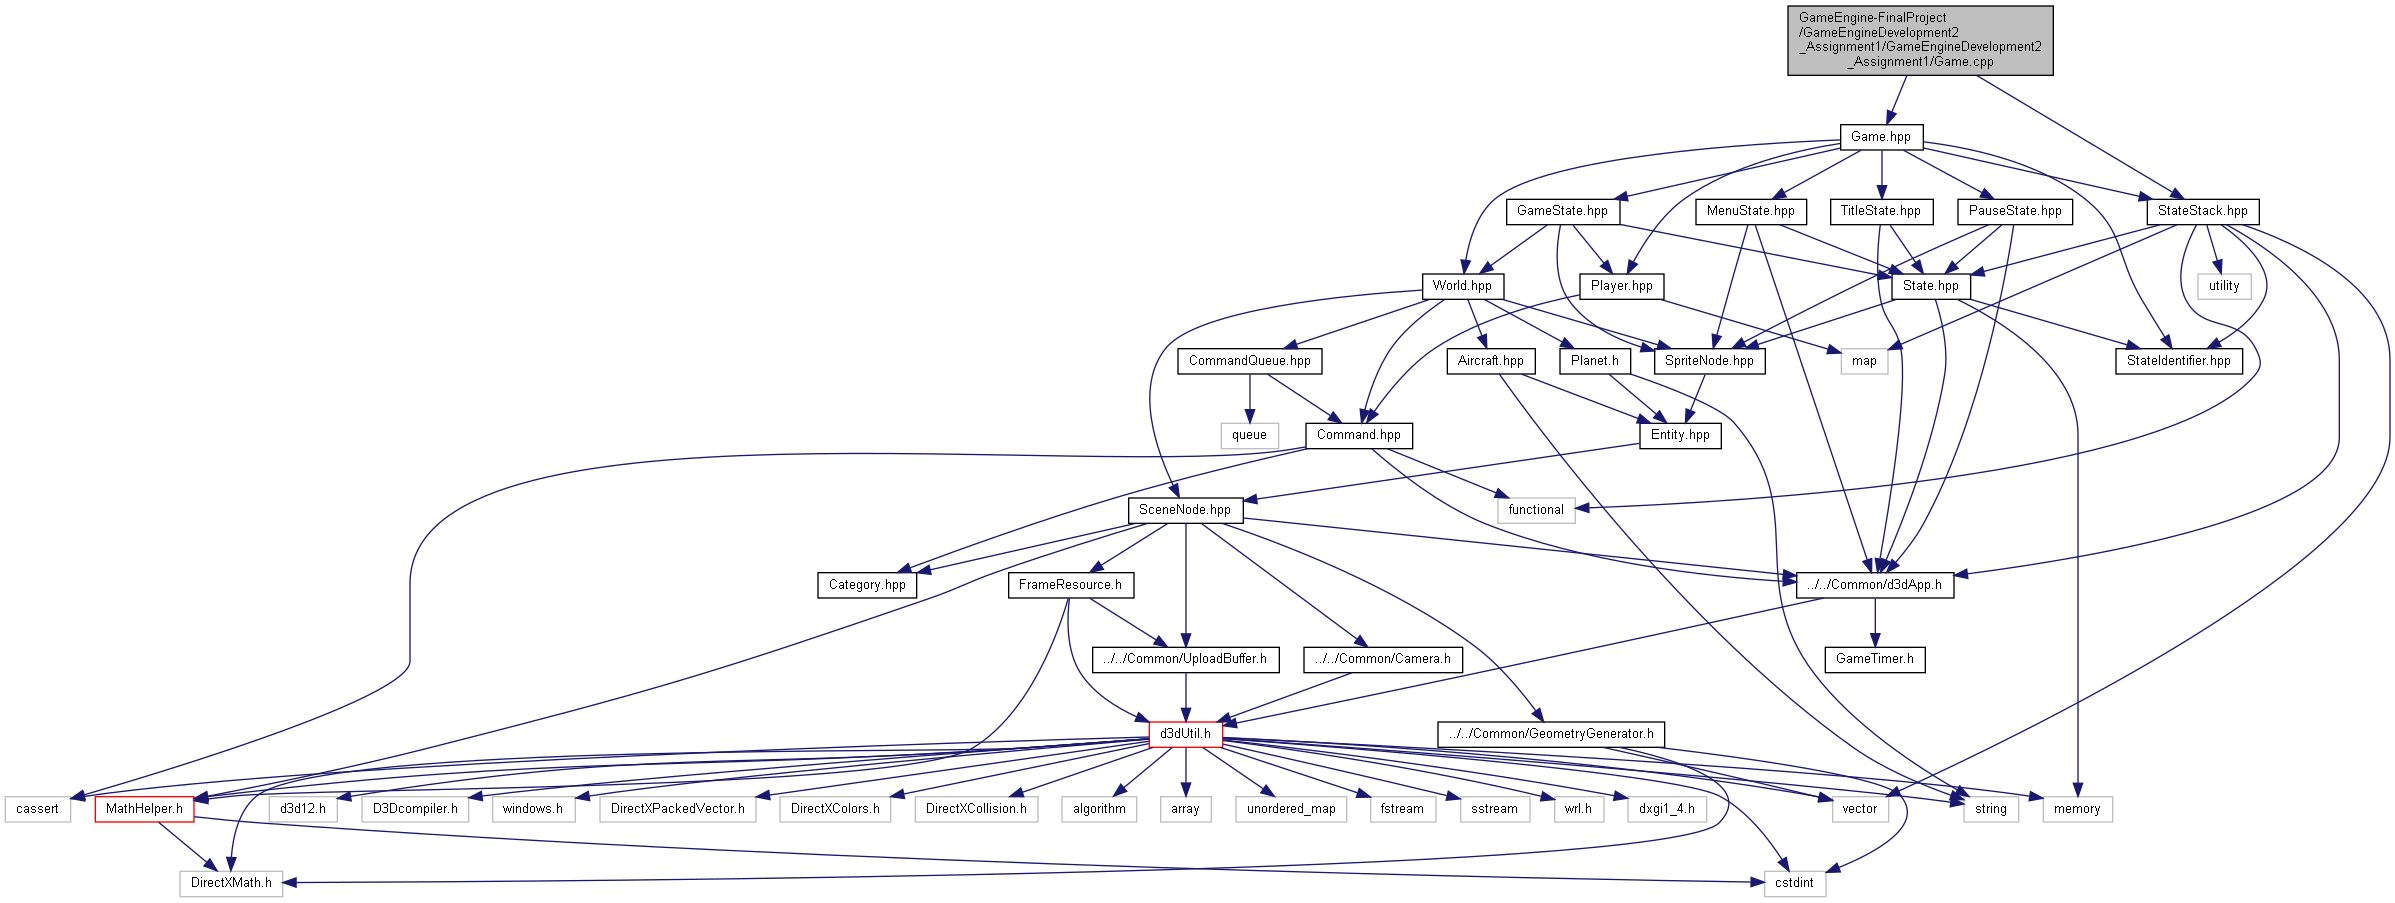 GameEngine-FinalProject
/GameEngineDevelopment2
_Assignment1/GameEngineDevelopment2
_Assignment1/Game.cpp
Game.hpp
GameState.hpp
MenuState.hpp
TitleState.hpp
PauseState.hpp
StateStack.hpp
World.hpp
Player.hpp
State.hpp
utility
CommandQueue.hpp
Aircraft.hpp
Planet.h
SpriteNode.hpp
map
StateIdentifier.hpp
queue
Command.hpp
Entity.hpp
SceneNode.hpp
functional
Category.hpp
FrameResource.h
../../Common/d3dApp.h
../../Common/UploadBuffer.h
../../Common/Camera.h
GameTimer.h
d3dUtil.h
../../Common/GeometryGenerator.h
cassert
MathHelper.h
d3d12.h
D3Dcompiler.h
windows.h
DirectXPackedVector.h
DirectXColors.h
DirectXCollision.h
algorithm
array
unordered_map
fstream
sstream
wrl.h
dxgi1_4.h
vector
string
memory
DirectXMath.h
cstdint